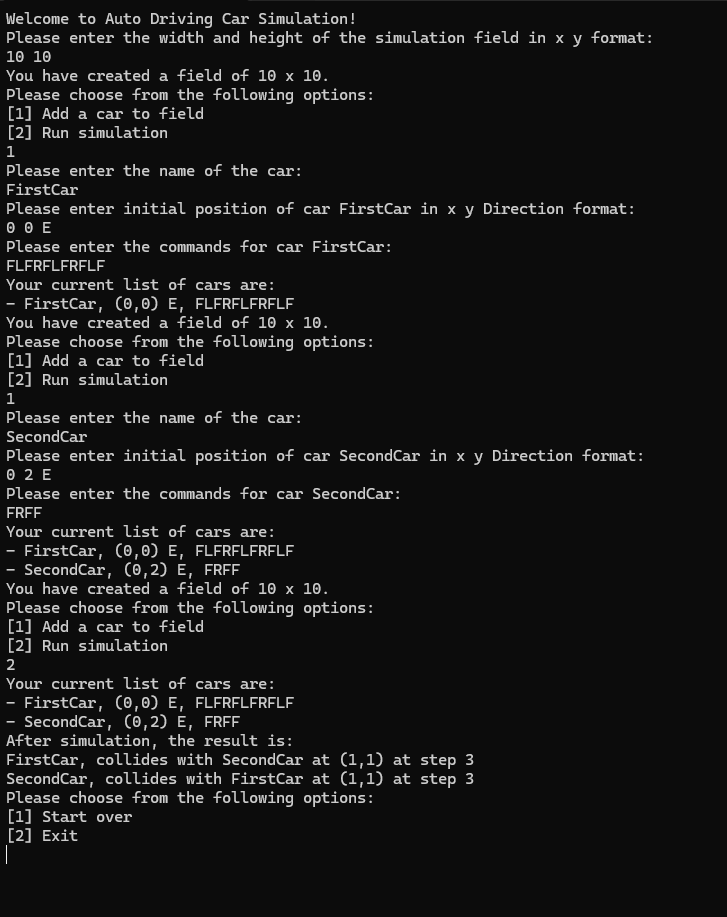 Welcome to Auto Driving Car Simulation!
Please enter the width and height of the simulation field in x y format:
10 10
You have created a field of 10 x 10.
Please choose from the following options:
[1] Add a car to field
[2] Run simulation
1
Please enter the name of the car:
FirstCar
Please enter initial position of car FirstCar in x y Direction format:
0 0 E
Please enter the commands for car FirstCar:
FLFRFLFRFLF
Your current list of cars are:
- FirstCar, (0,0) E, FLFRFLFRFLF
You have created a field of 10 x 10.
Please choose from the following options:
[1] Add a car to field
[2] Run simulation
1
Please enter the name of the car:
SecondCar
Please enter initial position of car SecondCar in x y Direction format:
0 2 E
Please enter the commands for car SecondCar:
FRFF
Your current list of cars are:
- FirstCar, (0,0) E, FLFRFLFRFLF
- SecondCar, (0,2) E, FRFF
You have created a field of 10 x 10.
Please choose from the following options:
[1] Add a car to field
[2] Run simulation
2
Your current list of cars are:
- FirstCar, (0,0) E, FLFRFLFRFLF
- SecondCar, (0,2) E, FRFF
After simulation, the result is:
FirstCar, collides with SecondCar at (1,1) at step 3
SecondCar, collides with FirstCar at (1,1) at step 3
Please choose from the following options:
[1] Start over
[2] Exit